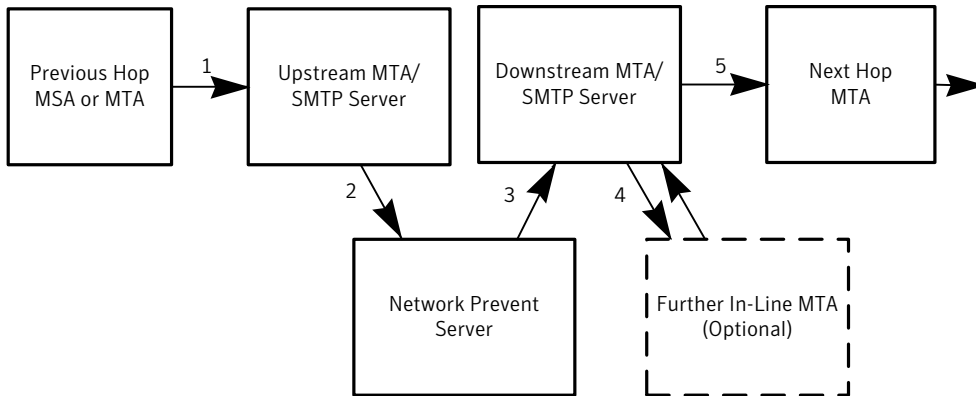 Previous Hop
MSA or MTA
1
Upstream MTA/
SMTP Server
Downstream MTA/
SMTP Server
5
Next Hop
MTA
2
3
4
Network Prevent
Server
Further In-Line MTA
(Optional)